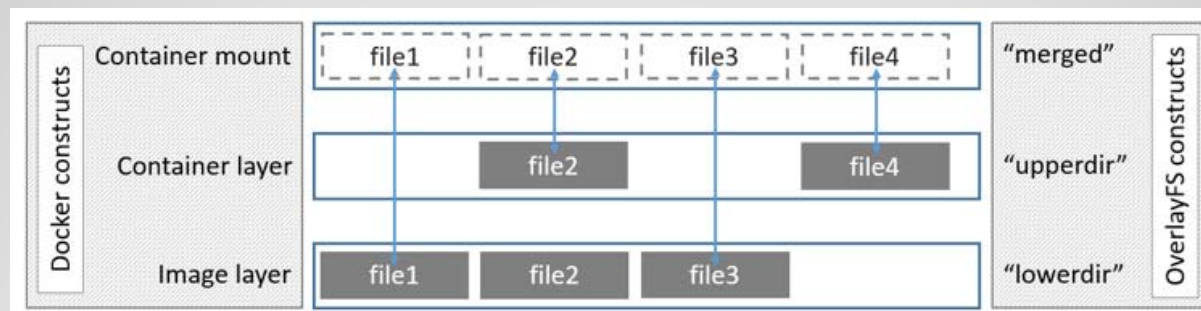 Docker constructs
Container mount file1 file2 file3 file4 “merged”
Container layer file2 file4 “upperdir”
Image layer file1 file2 file3 “lowerdir”
OverlayFS constructs